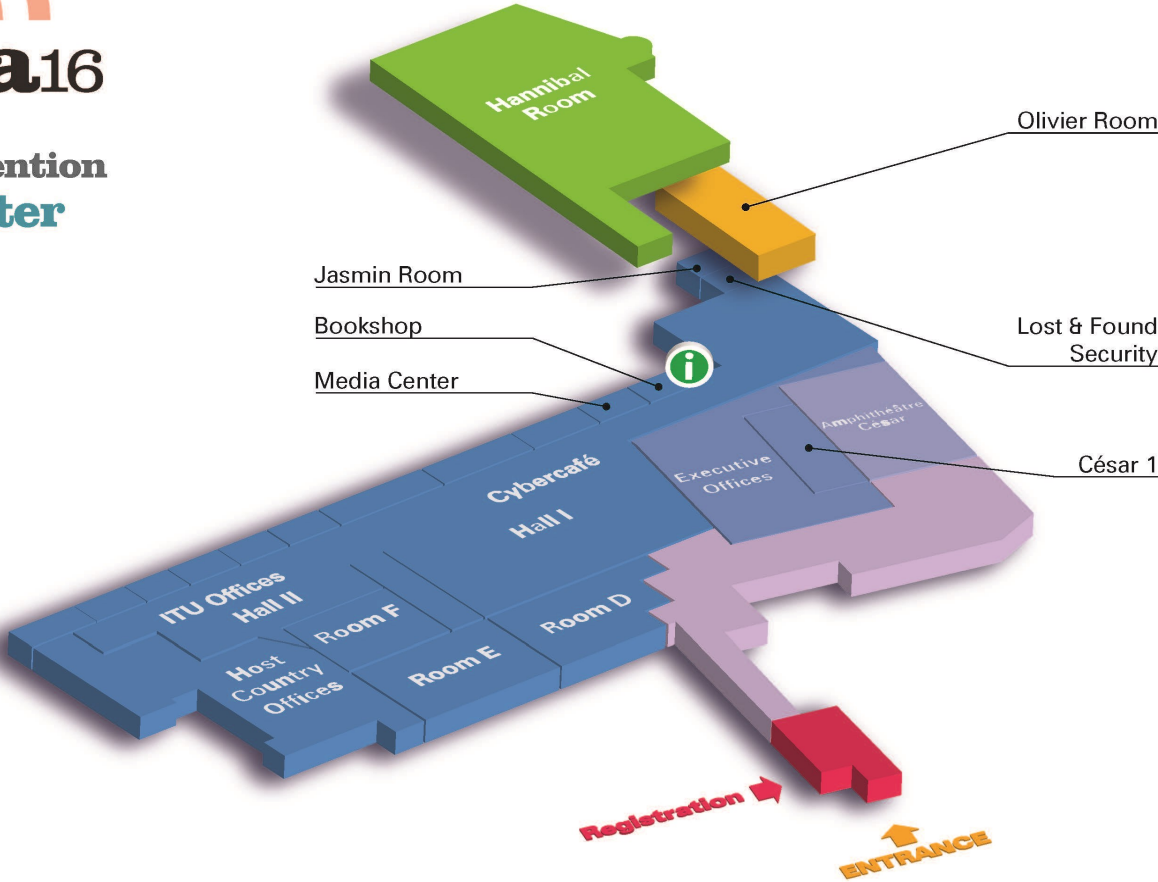 a16
ention
ter
Hannibal
Room
Olivier Room
Jasmin Room
Bookshop
Media Center
Lost & Found
Security
i
Amphithéâtre
César
César 1
Executive
Offices
Cybercafé
Hall I
ITU Offices
Hall II
Room F
Room D
Room E
Host
Country
Offices
Registration
ENTRANCE